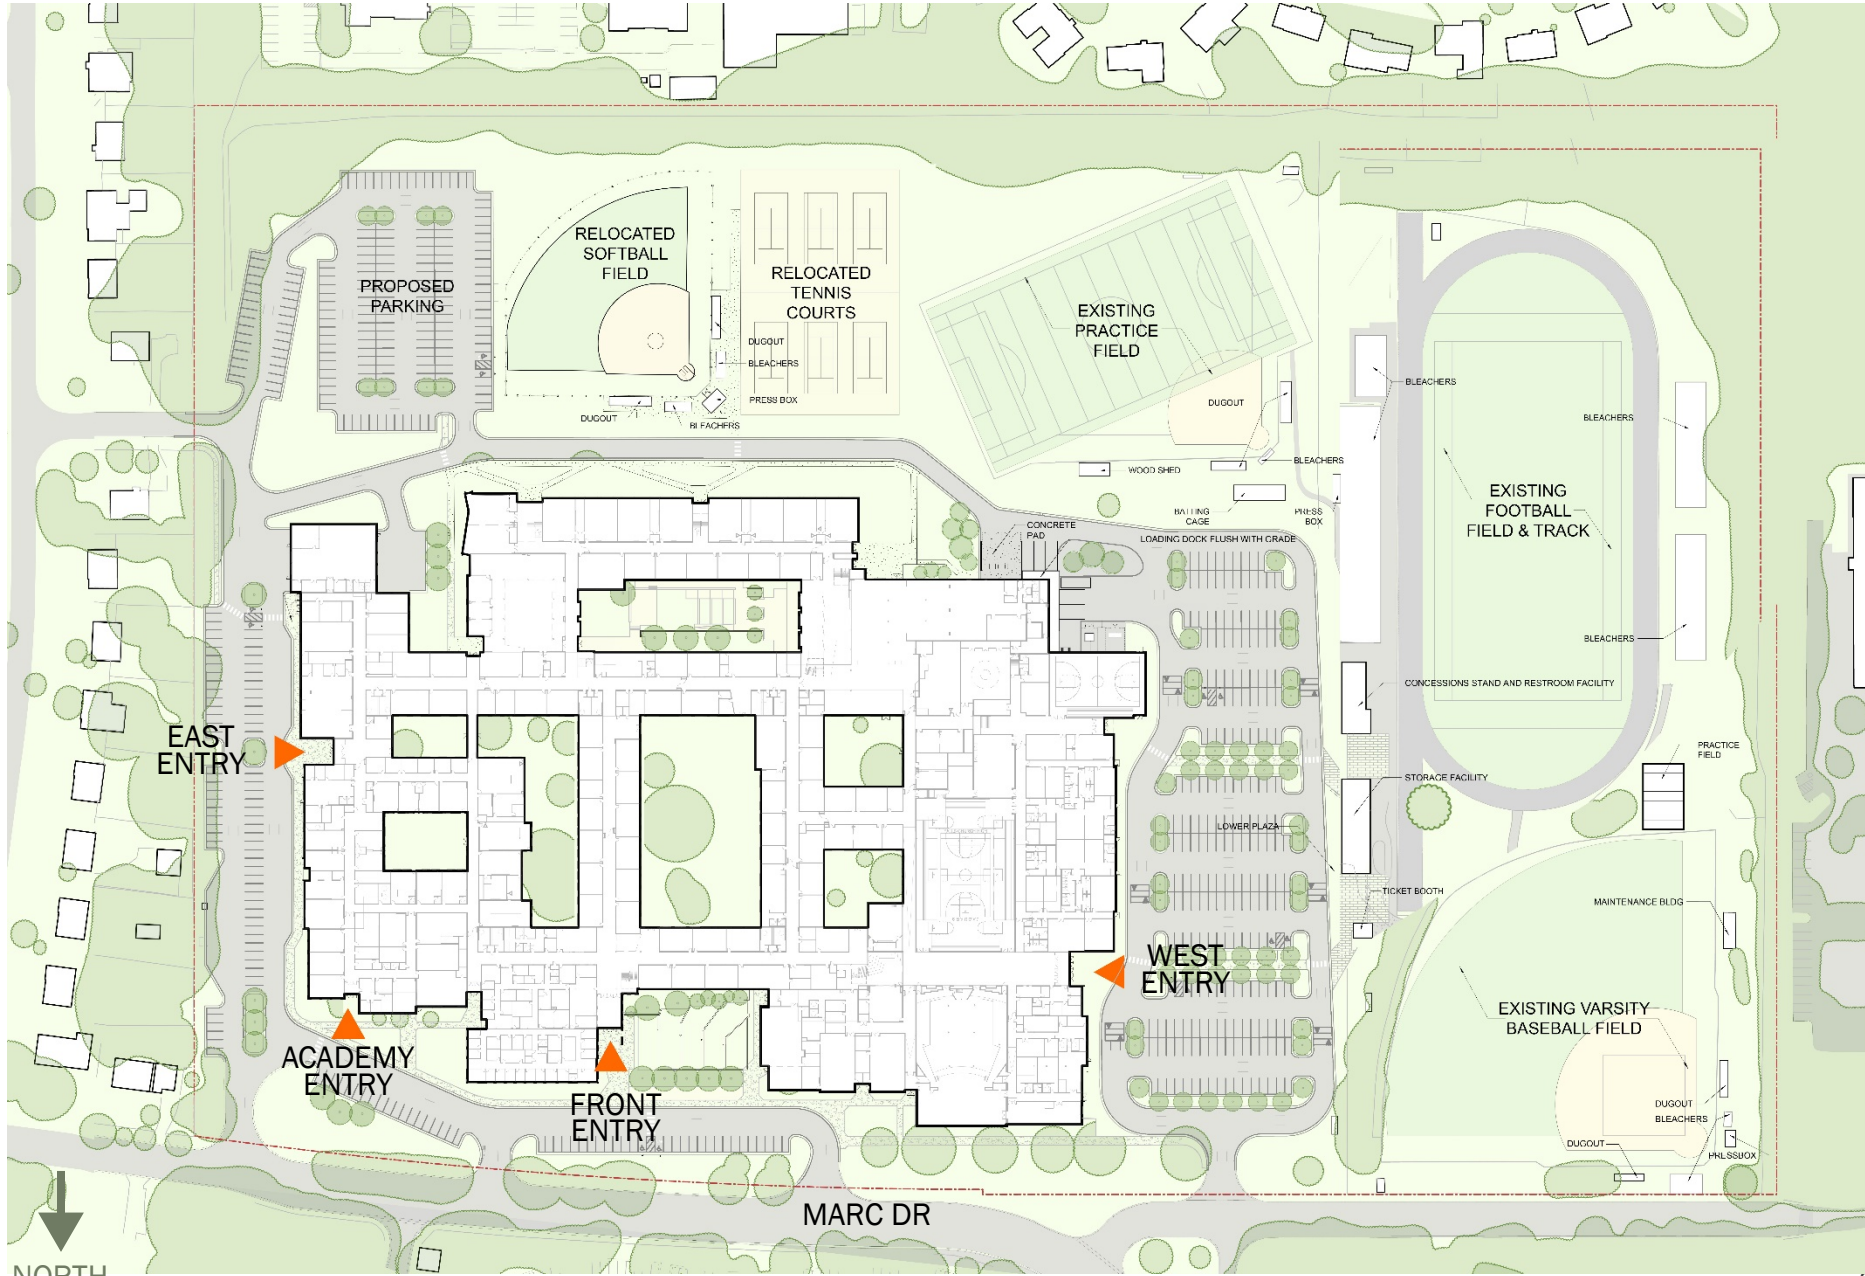 RELOCATED
SOFTBALL
FIELD
PROPOSED
PARKING
RELOCATED
TENNIS
COURTS
EXISTING
PRACTICE
FIELD
DUGOUT
BLEACHERS
PRESS BOX
DUGOUT
BLEACHERS
DUGOUT
WOOD SHED
BLEACHERS
BATTING
CAGE
PRESS
BOX
CONCRETE
PAD
LOADING DOCK FLUSH WITH GRADE
BLEACHERS
BLEACHERS
EXISTING
FOOTBALL
FIELD & TRACK
BLEACHERS
CONCESSIONS STAND AND RESTROOM FACILITY
PRACTICE
FIELD
STORAGE FACILITY
LOWER PLAZA
TICKET BOOTH
MAINTENANCE BLDG
EAST
ENTRY
WEST
ENTRY
EXISTING VARSITY
BASEBALL FIELD
ACADEMY
ENTRY
FRONT
ENTRY
DUGOUT
BLEACHERS
DUGOUT
PRESSBOX
MARC DR
NORTH